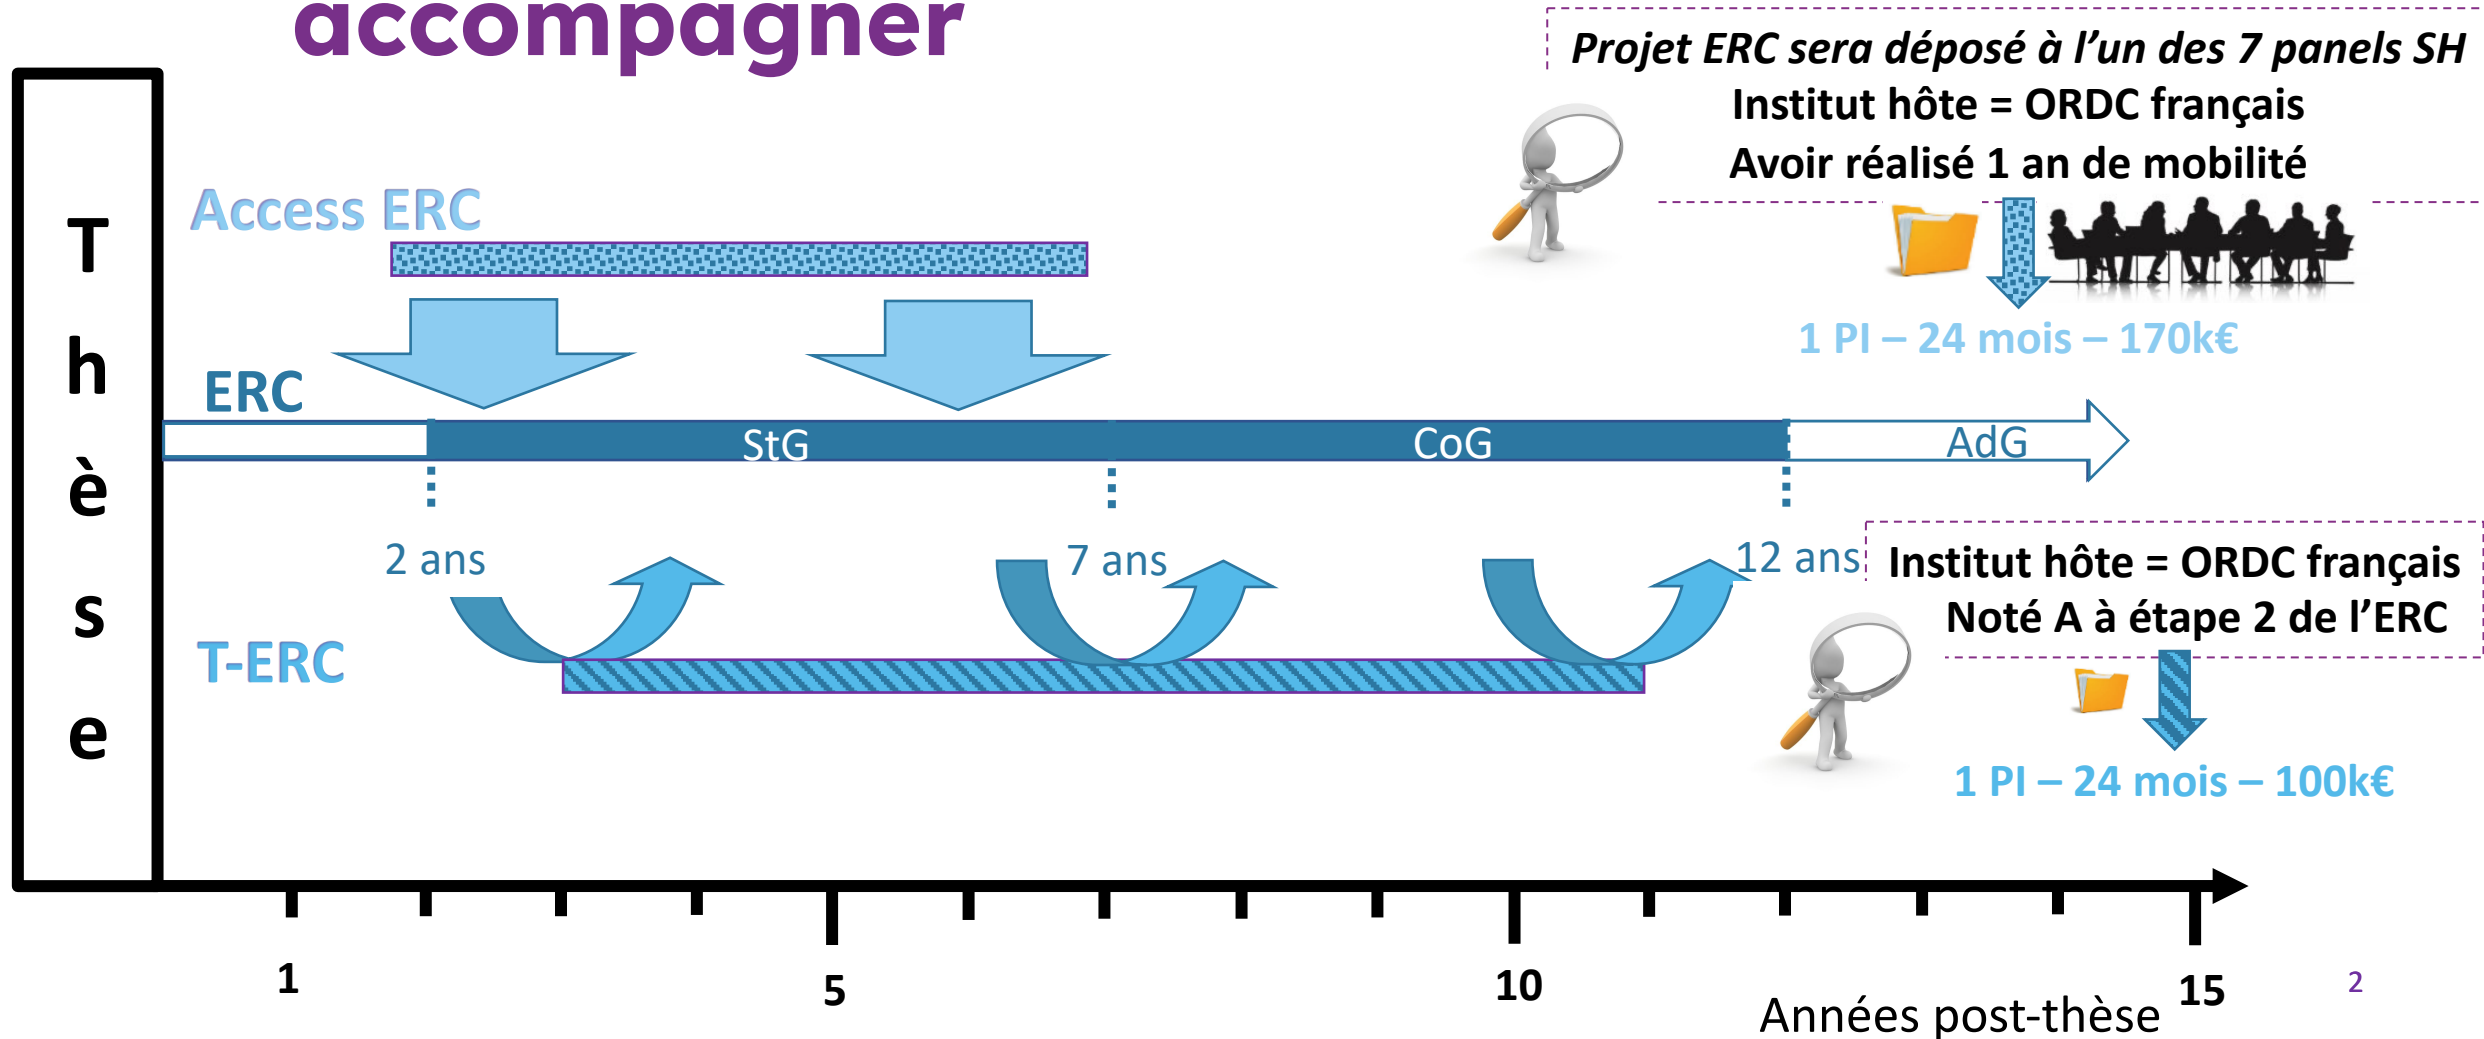 accompagner
Projet ERC sera déposé à l’un des 7 panels SH
Institut hôte = ORDC français
Avoir réalisé 1 an de mobilité
1 PI – 24 mois – 170k€
Thèse
Access ERC
ERC
StG
CoG
AdG
2 ans
7 ans
12 ans
Institut hôte = ORDC français
Noté A à étape 2 de l’ERC
T-ERC
1 PI – 24 mois – 100k€
1
5
10
15
Années post-thèse
2